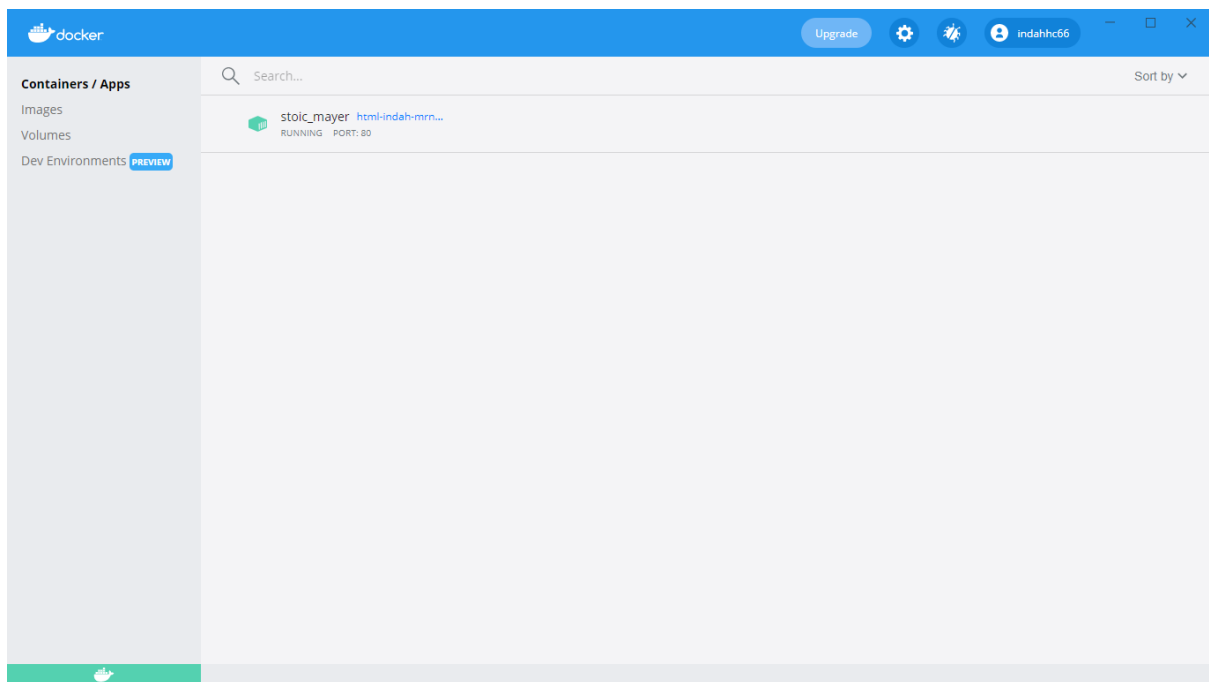 docker
Upgrade
indahhc66
Containers / Apps
Images
Volumes
Dev Environments PREVIEW
Search...
Sort by
stoic_mayer html-indah-mrn...
RUNNING PORT: 80